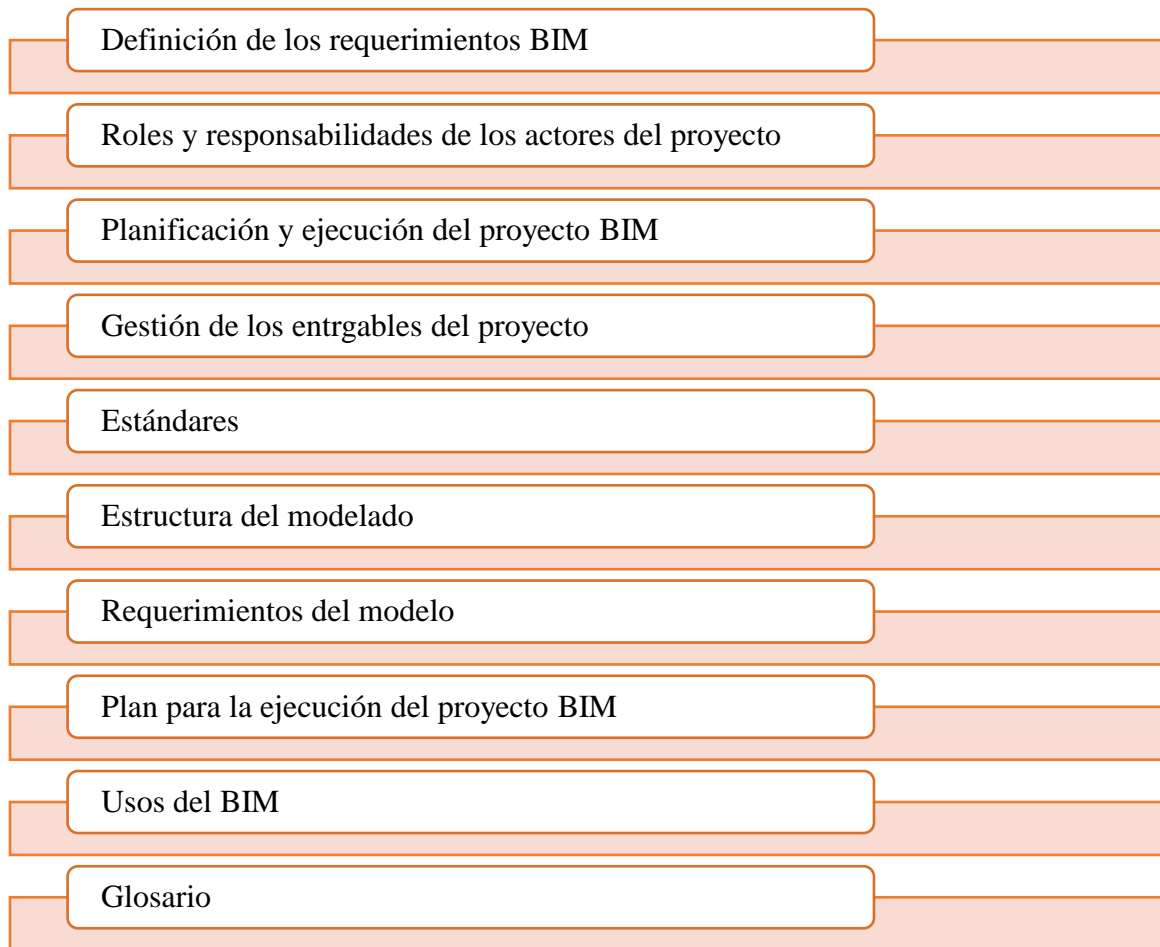 Definición de los requerimientos BIM
Roles y responsabilidades de los actores del proyecto
Planificación y ejecución del proyecto BIM
Gestión de los entrgables del proyecto
Estándares
Estructura del modelado
Requerimientos del modelo
Plan para la ejecución del proyecto BIM
Usos del BIM
Glosario